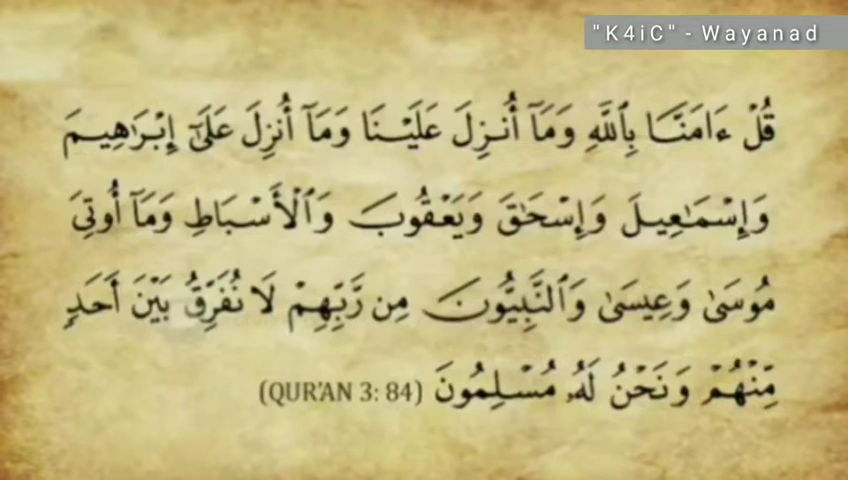 "K4iC" - Wayanad
قُلْ ءَامَنَّا بِٱللَّهِ وَمَآ أُنزِلَ عَلَيْنَا وَمَآ أُنزِلَ عَلَىٰٓ إِبْرَٰهِيمَ
وَإِسْمَٰعِيلَ وَإِسْحَٰقَ وَيَعْقُوبَ وَٱلْأَسْبَاطِ وَمَآ أُوتِىَ
مُوسَىٰ وَعِيسَىٰ وَٱلنَّبِيُّونَ مِن رَّبِّهِمْ لَا نُفَرِّقُ بَيْنَ أَحَدٍ
مِّنْهُمْ وَنَحْنُ لَهُۥ مُسْلِمُونَ (QUR'AN 3: 84)